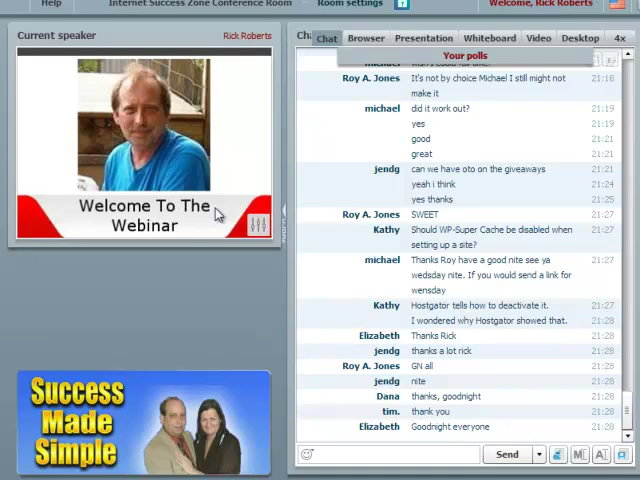 Help
Internet Success Zone Conference Room
Room settings
Welcome, Rick Roberts
Current speaker
Rick Roberts
Welcome To The
Webinar
Success
Made
Simple
Chat
Browser
Presentation
Whiteboard
Video
Desktop
4x
Your polls
Roy A. Jones It's not by choice Michael I still might not 21:18
make it
michael did it work out? 21:19
yes 21:19
good 21:21
great 21:21
jendg can we have oto on the giveaways 21:21
yeah i think 21:24
yes thanks 21:25
Roy A. Jones SWEET 21:27
Kathy Should WP-Super Cache be disabled when 21:27
setting up a site?
michael Thanks Roy have a good nite see ya 21:27
wedsday nite. If you would send a link for
wensday
Kathy Hostgator tells how to deactivate it. 21:27
I wondered why Hostgator showed that. 21:28
Elizabeth Thanks Rick 21:28
jendg thanks a lot rick 21:28
Roy A. Jones GN all 21:28
jendg nite 21:28
Dana thanks, goodnight 21:28
tim. thank you 21:28
Elizabeth Goodnight everyone 21:28
Send